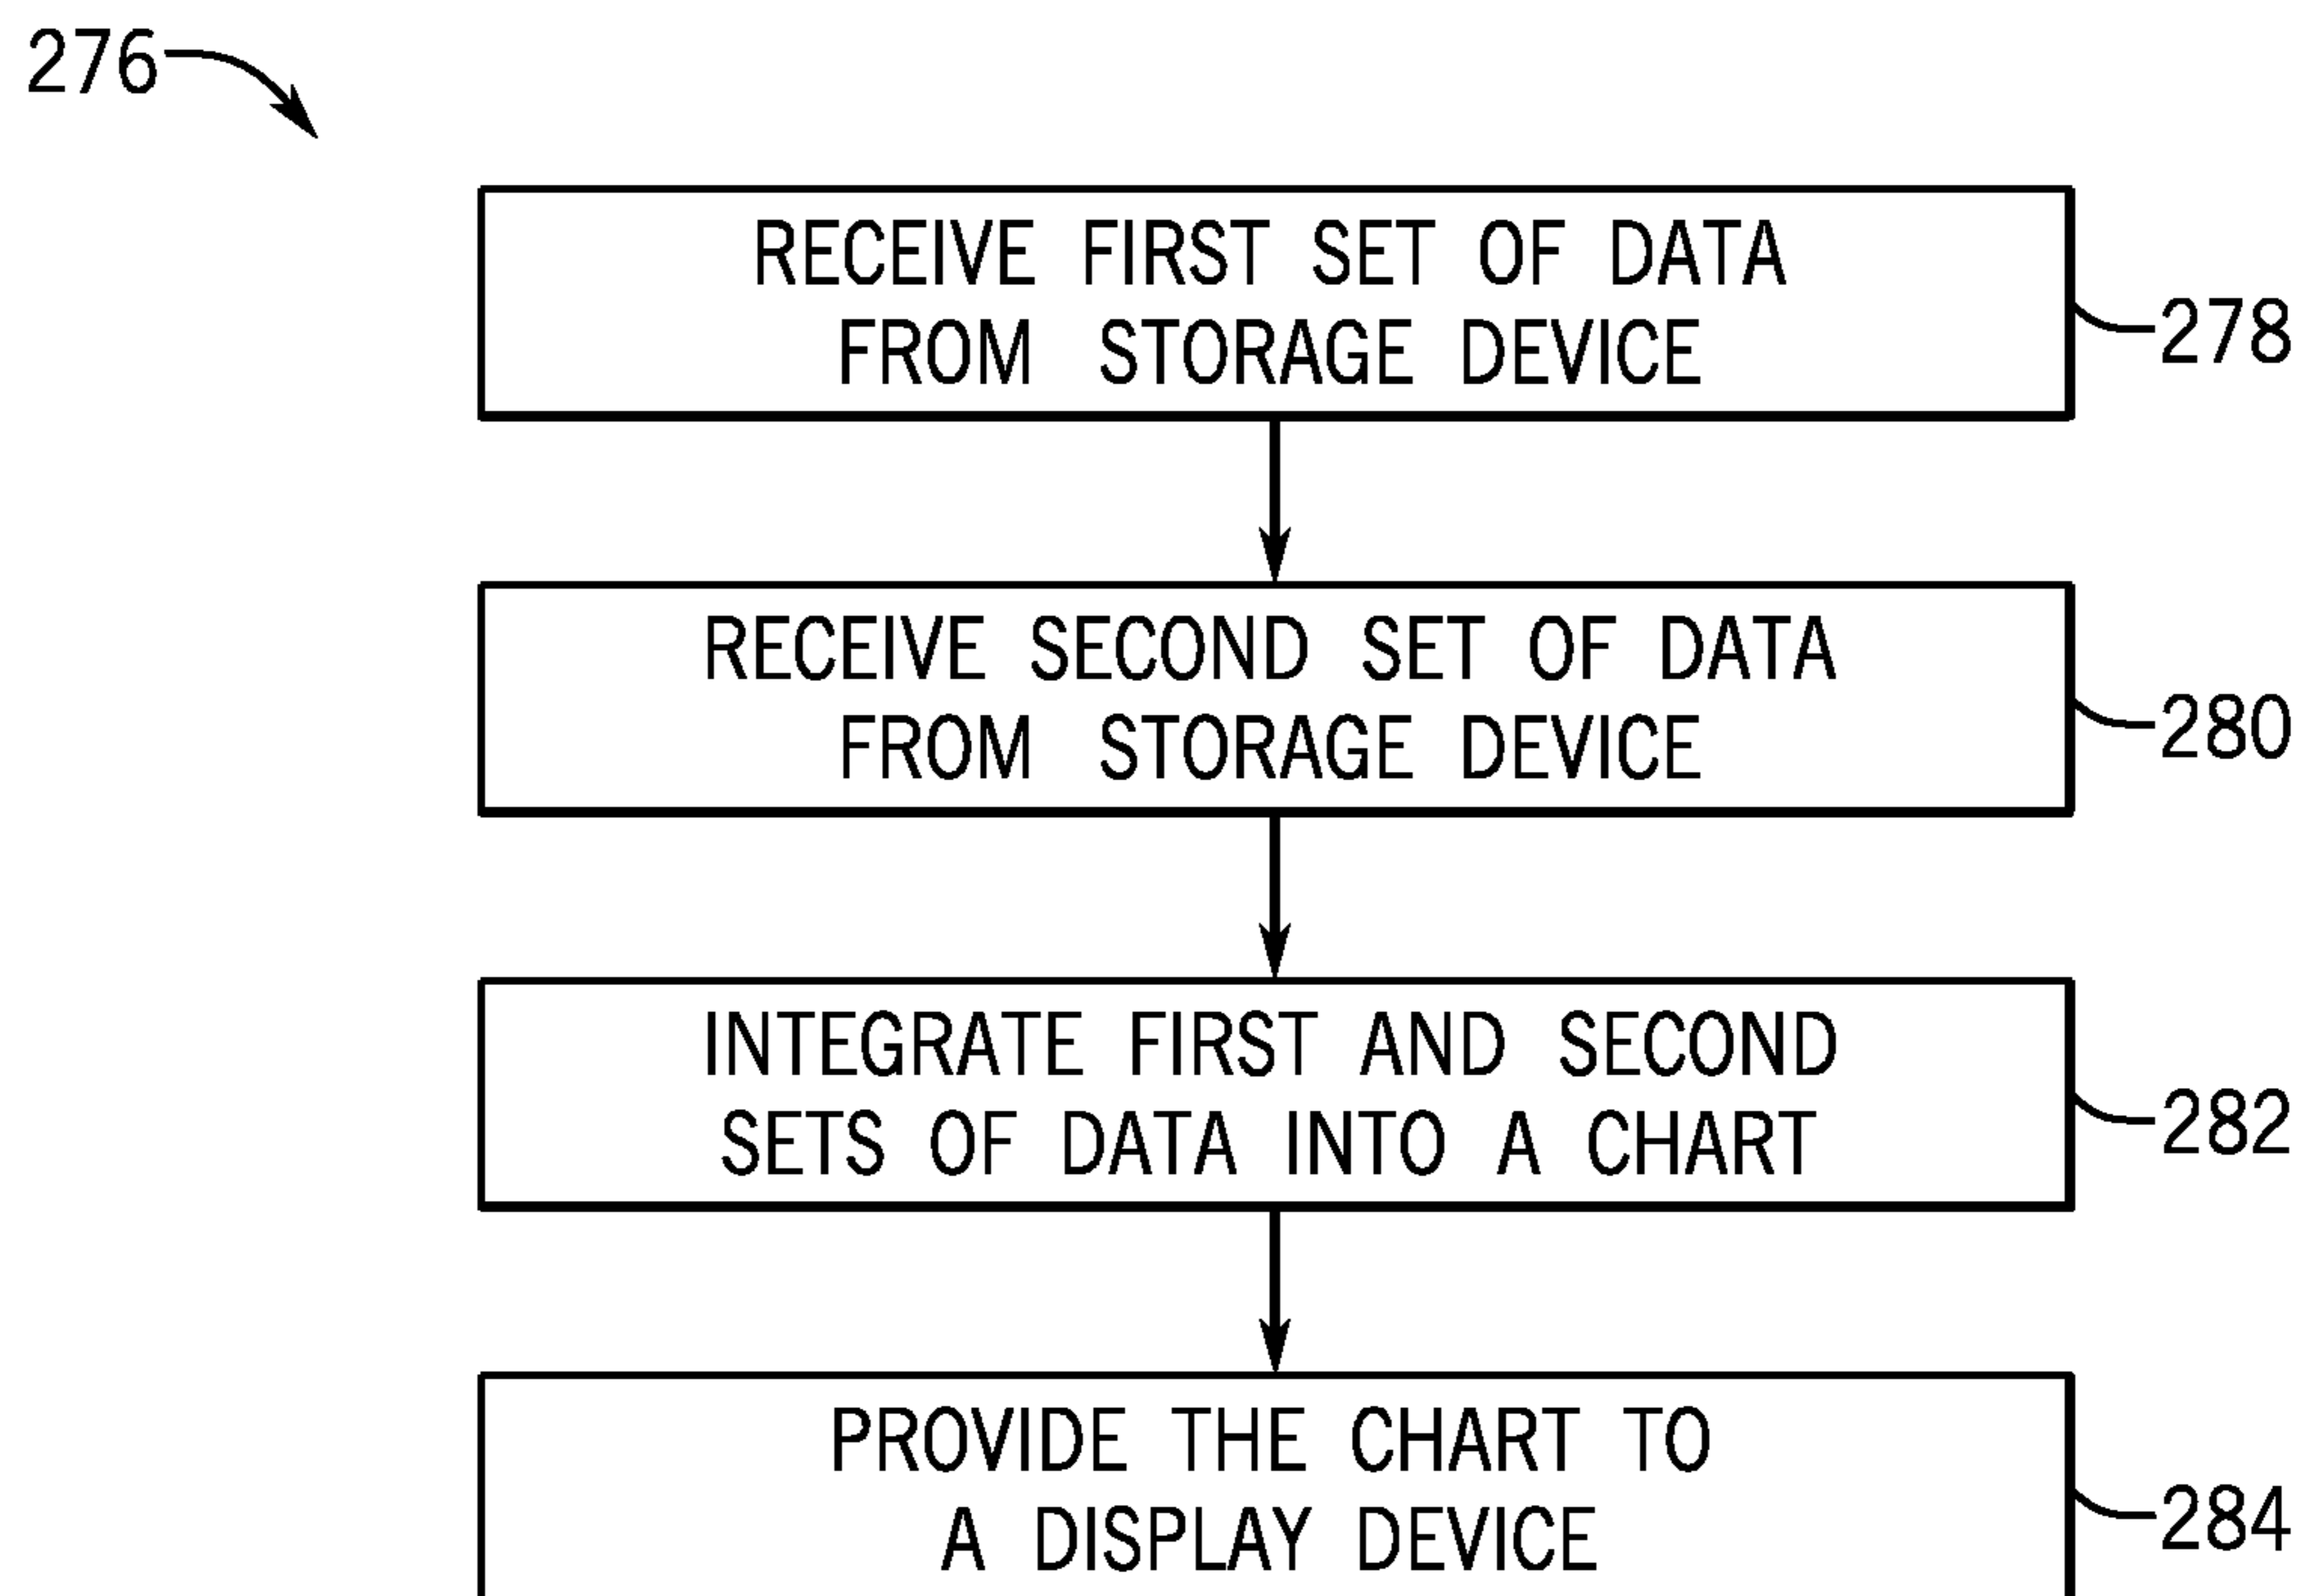 276
RECEIVE FIRST SET OF DATA
FROM STORAGE DEVICE
278
RECEIVE SECOND SET OF DATA
FROM STORAGE DEVICE
280
INTEGRATE FIRST AND SECOND
SETS OF DATA INTO A CHART
282
PROVIDE THE CHART TO
A DISPLAY DEVICE
284